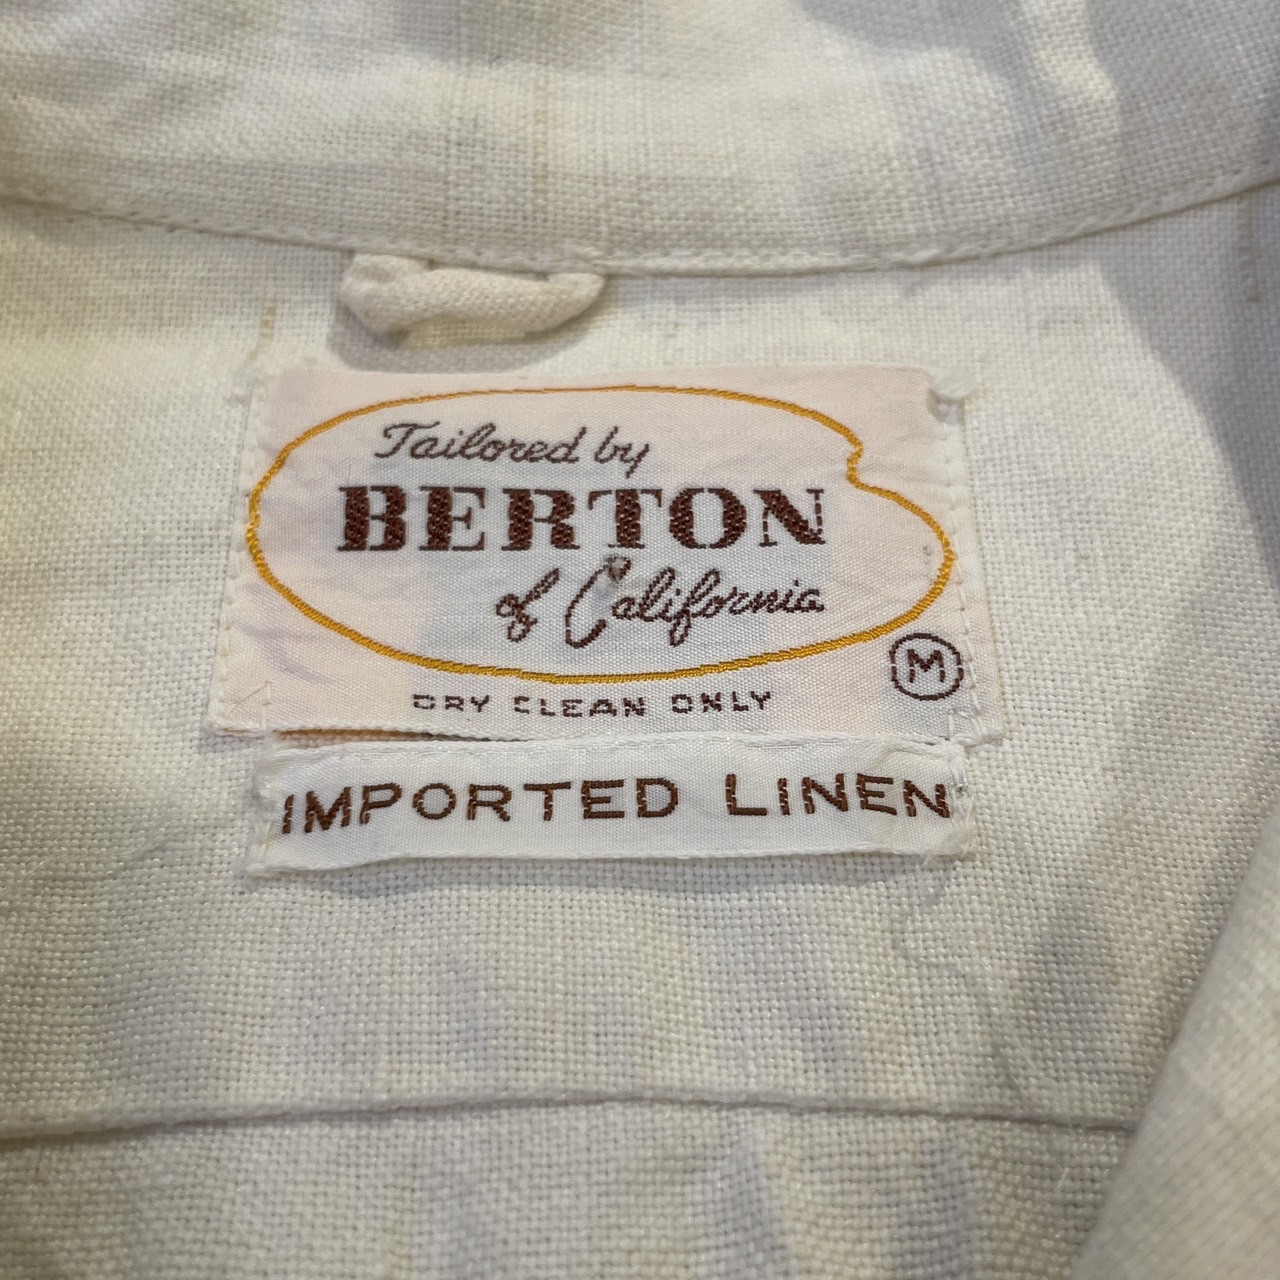 Tailored by
BERTON
of California
M
DRY CLEAN ONLY
IMPORTED LINEN